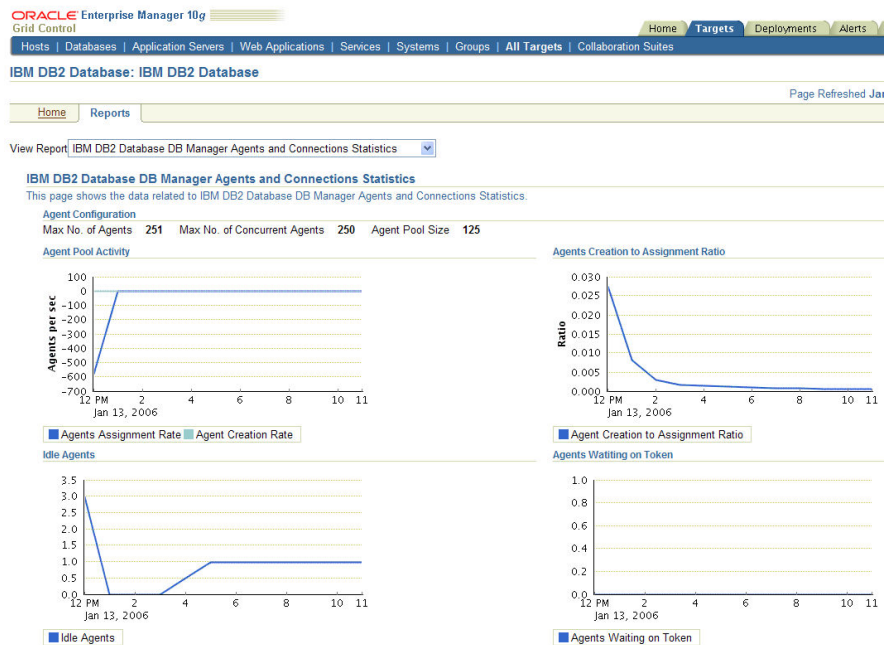 ORACLE Enterprise Manager 10g
Grid Control
Home Targets Deployments Alerts
Hosts | Databases | Application Servers | Web Applications | Services | Systems | Groups | All Targets | Collaboration Suites
IBM DB2 Database: IBM DB2 Database
Page Refreshed
Home Reports
View Report IBM DB2 Database DB Manager Agents and Connections Statistics
IBM DB2 Database DB Manager Agents and Connections Statistics
This page shows the data related to IBM DB2 Database DB Manager Agents and Connections Statistics.
Agent Configuration
Max No. of Agents 251 Max No. of Concurrent Agents 250 Agent Pool Size 125
Agent Pool Activity
Agents per sec
100
0
-100
-200
-300
-400
-500
-600
-700
12 PM 2 4 6 8 10 11
Jan 13, 2006
Agents Assignment Rate Agent Creation Rate
Agents Creation to Assignment Ratio
Ratio
0.030
0.025
0.020
0.015
0.010
0.005
0.000
12 PM 2 4 6 8 10 11
Jan 13, 2006
Agent Creation to Assignment Ratio
Idle Agents
3.5
3.0
2.5
2.0
1.5
1.0
0.5
0.0
12 PM 2 4 6 8 10 11
Jan 13, 2006
Idle Agents
Agents Watiting on Token
1.0
0.8
0.6
0.4
0.2
0.0
12 PM 2 4 6 8 10 11
Jan 13, 2006
Agents Waiting on Token